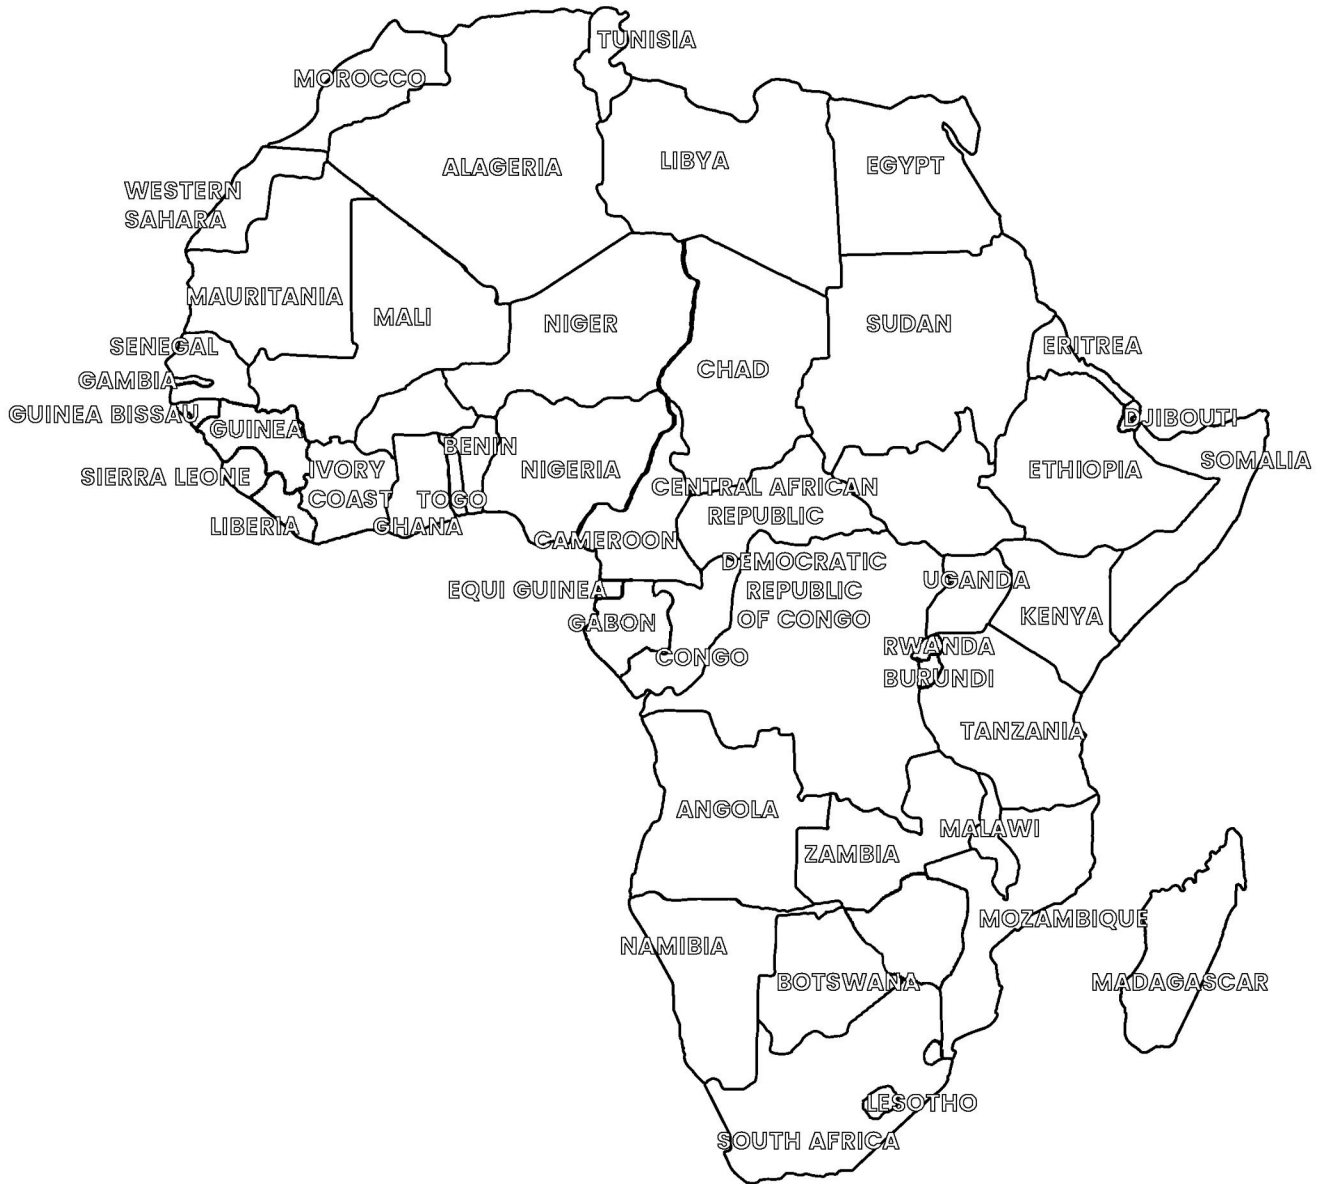 TUNISIA
MOROCCO
ALAGERIA
LIBYA
EGYPT
WESTERN
SAHARA
MAURITANIA
MALI
NIGER
SUDAN
SENEGAL
ERITREA
CHAD
GAMBIA
GUINEA BISSAU
GUINEA
DJIBOUTI
BENIN
SOMALIA
IVORY
COAST
NIGERIA
ETHIOPIA
SIERRA LEONE
CENTRAL AFRICAN
REPUBLIC
TOGO
LIBERIA
GHANA
CAMEROON
DEMOCRATIC
REPUBLIC
OF CONGO
UGANDA
EQUI GUINEA
KENYA
GABON
RWANDA
CONGO
BURUNDI
TANZANIA
ANGOLA
MALAWI
ZAMBIA
MOZAMBIQUE
NAMIBIA
BOTSWANA
MADAGASCAR
LESOTHO
SOUTH AFRICA